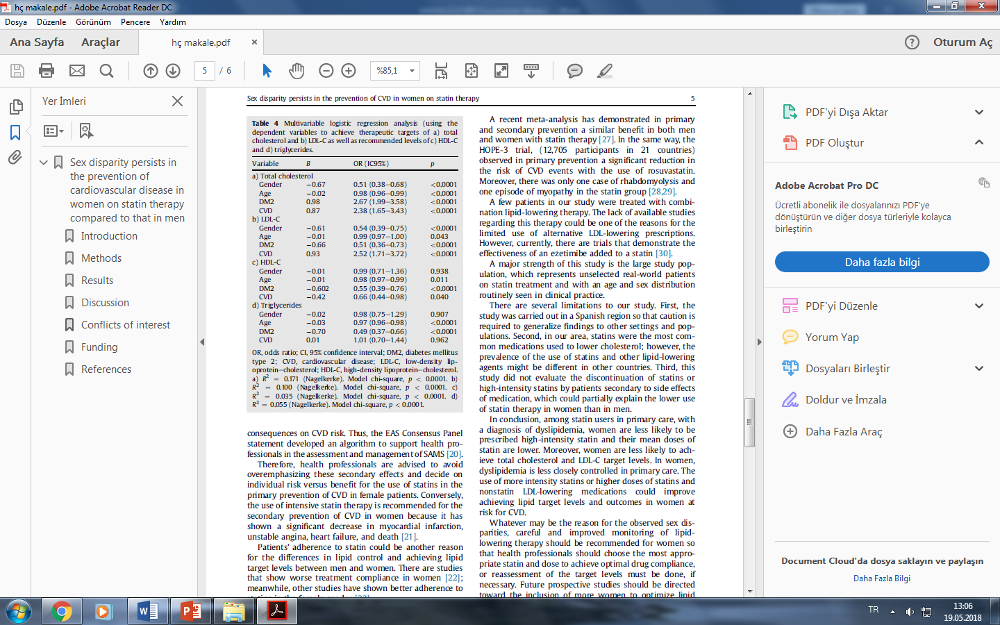 hç makale.pdf - Adobe Acrobat Reader DC
Dosya Düzenle Görünüm Pencere Yardım
Ana Sayfa Araçlar hç makale.pdf × ? Oturum Aç
5 / 6 %85,1
Yer İmleri
Sex disparity persists in
the prevention of
cardiovascular disease in
women on statin therapy
compared to that in men
Introduction
Methods
Results
Discussion
Conflicts of interest
Funding
References
Sex disparity persists in the prevention of CVD in women on statin therapy 5
Table 4 Multivariable logistic regression analysis (using the
dependent variables to achieve therapeutic targets of a) total
cholesterol and b) LDL-C as well as recommended levels of c) HDL-C
and d) triglycerides.
Variable B OR (IC95%) p
a) Total cholesterol
Gender −0.67 0.51 (0.38−0.68) <0.0001
Age −0.02 0.98 (0.96−0.99) <0.0001
DM2 0.98 2.67 (1.99−3.58) <0.0001
CVD 0.87 2.38 (1.65−3.43) <0.0001
b) LDL-C
Gender −0.61 0.54 (0.39−0.75) <0.0001
Age −0.01 0.99 (0.97−1.00) 0.043
DM2 −0.66 0.51 (0.36−0.73) <0.0001
CVD 0.93 2.52 (1.71−3.72) <0.0001
c) HDL-C
Gender −0.01 0.99 (0.71−1.36) 0.938
Age −0.01 0.98 (0.97−0.99) 0.011
DM2 −0.602 0.55 (0.39−0.76) <0.0001
CVD −0.42 0.66 (0.44−0.98) 0.040
d) Triglycerides
Gender −0.02 0.98 (0.75−1.29) 0.907
Age −0.03 0.97 (0.96−0.98) <0.0001
DM2 −0.70 0.49 (0.37−0.66) <0.0001
CVD 0.01 1.01 (0.70−1.44) 0.962
OR, odds ratio; CI, 95% confidence interval; DM2, diabetes mellitus
type 2; CVD, cardiovascular disease; LDL-C, low-density lip-
oprotein−cholesterol; HDL-C, high-density lipoprotein−cholesterol.
a) R² = 0.171 (Nagelkerke). Model chi-square, p < 0.0001. b)
R² = 0.100 (Nagelkerke). Model chi-square, p < 0.0001. c)
R² = 0.035 (Nagelkerke). Model chi-square, p < 0.0001. d)
R² = 0.055 (Nagelkerke). Model chi-square, p < 0.0001.
consequences on CVD risk. Thus, the EAS Consensus Panel
statement developed an algorithm to support health pro-
fessionals in the assessment and management of SAMS [20].
Therefore, health professionals are advised to avoid
overemphasizing these secondary effects and decide on
individual risk versus benefit for the use of statins in the
primary prevention of CVD in female patients. Conversely,
the use of intensive statin therapy is recommended for the
secondary prevention of CVD in women because it has
shown a significant decrease in myocardial infarction,
unstable angina, heart failure, and death [21].
Patients' adherence to statin could be another reason
for the differences in lipid control and achieving lipid
target levels between men and women. There are studies
that show worse treatment compliance in women [22];
meanwhile, other studies have shown better adherence to
A recent meta-analysis has demonstrated in primary
and secondary prevention a similar benefit in both men
and women with statin therapy [27]. In the same way, the
HOPE-3 trial, (12,705 participants in 21 countries)
observed in primary prevention a significant reduction in
the risk of CVD events with the use of rosuvastatin.
Moreover, there was only one case of rhabdomyolysis and
one episode of myopathy in the statin group [28,29].
A few patients in our study were treated with combi-
nation lipid-lowering therapy. The lack of available studies
regarding this therapy could be one of the reasons for the
limited use of alternative LDL-lowering prescriptions.
However, currently, there are trials that demonstrate the
effectiveness of an ezetimibe added to a statin [30].
A major strength of this study is the large study pop-
ulation, which represents unselected real-world patients
on statin treatment and with an age and sex distribution
routinely seen in clinical practice.
There are several limitations to our study. First, the
study was carried out in a Spanish region so that caution is
required to generalize findings to other settings and pop-
ulations. Second, in our area, statins were the most com-
mon medications used to lower cholesterol; however, the
prevalence of the use of statins and other lipid-lowering
agents might be different in other countries. Third, this
study did not evaluate the discontinuation of statins or
high-intensity statins by patients secondary to side effects
of medication, which could partially explain the lower use
of statin therapy in women than in men.
In conclusion, among statin users in primary care, with
a diagnosis of dyslipidemia, women are less likely to be
prescribed high-intensity statin and their mean doses of
statin are lower. Moreover, women are less likely to ach-
ieve total cholesterol and LDL-C target levels. In women,
dyslipidemia is less closely controlled in primary care. The
use of more intensity statins or higher doses of statins and
nonstatin LDL-lowering medications could improve
achieving lipid target levels and outcomes in women at
risk for CVD.
Whatever may be the reason for the observed sex dis-
parities, careful and improved monitoring of lipid-
lowering therapy should be recommended for women so
that health professionals should choose the most appro-
priate statin and dose to achieve optimal drug compliance,
or reassessment of the target levels must be done, if
necessary. Future prospective studies should be directed
toward the inclusion of more women to optimize lipid
PDF'yi Dışa Aktar
PDF Oluştur
Adobe Acrobat Pro DC
Ücretli abonelik ile dosyalarınızı PDF'ye
dönüştürün ve diğer dosya türleriyle kolayca
birleştirin
Daha fazla bilgi
PDF'yi Düzenle
Yorum Yap
Dosyaları Birleştir
Doldur ve İmzala
Daha Fazla Araç
Document Cloud'da dosya saklayın ve paylaşın
Daha Fazla Bilgi
TR 13:06
19.05.2018